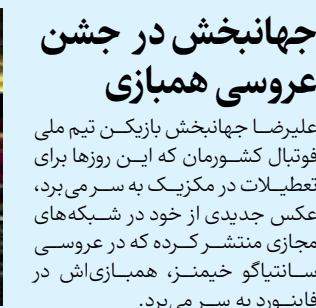 جهانبخش در جشن
عروسی همبازی
علیرضا جهانبخش بازیکن تیم ملی
فوتبال کشورمان که این روزها برای
تعطیلات در مکزیک به سر می‌برد،
عکس جدیدی از خود در شبکه‌های
مجازی منتشر کرده که در عروسی
سانتیاگو خیمنز، همبازی‌اش در
فاینورد به سر می‌برد.